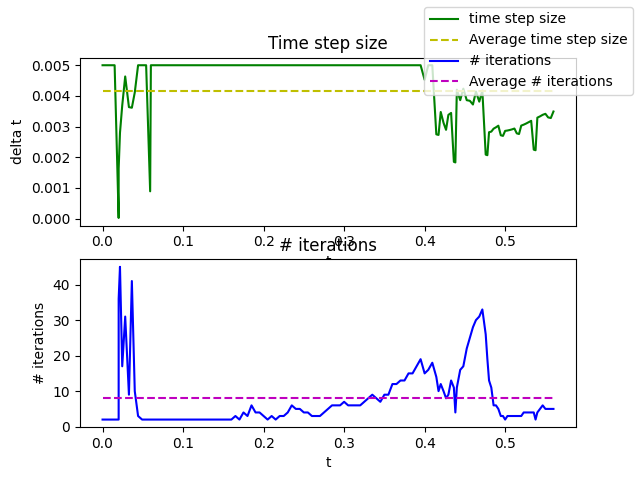 time step size
Average time step size
# iterations
Average # iterations
Time step size
delta t
0.005
0.004
0.003
0.002
0.001
0.000
0.0 0.1 0.2 0.3 0.4 0.5
# iterations
# iterations
40
30
20
10
0
0.0 0.1 0.2 0.3 0.4 0.5
t